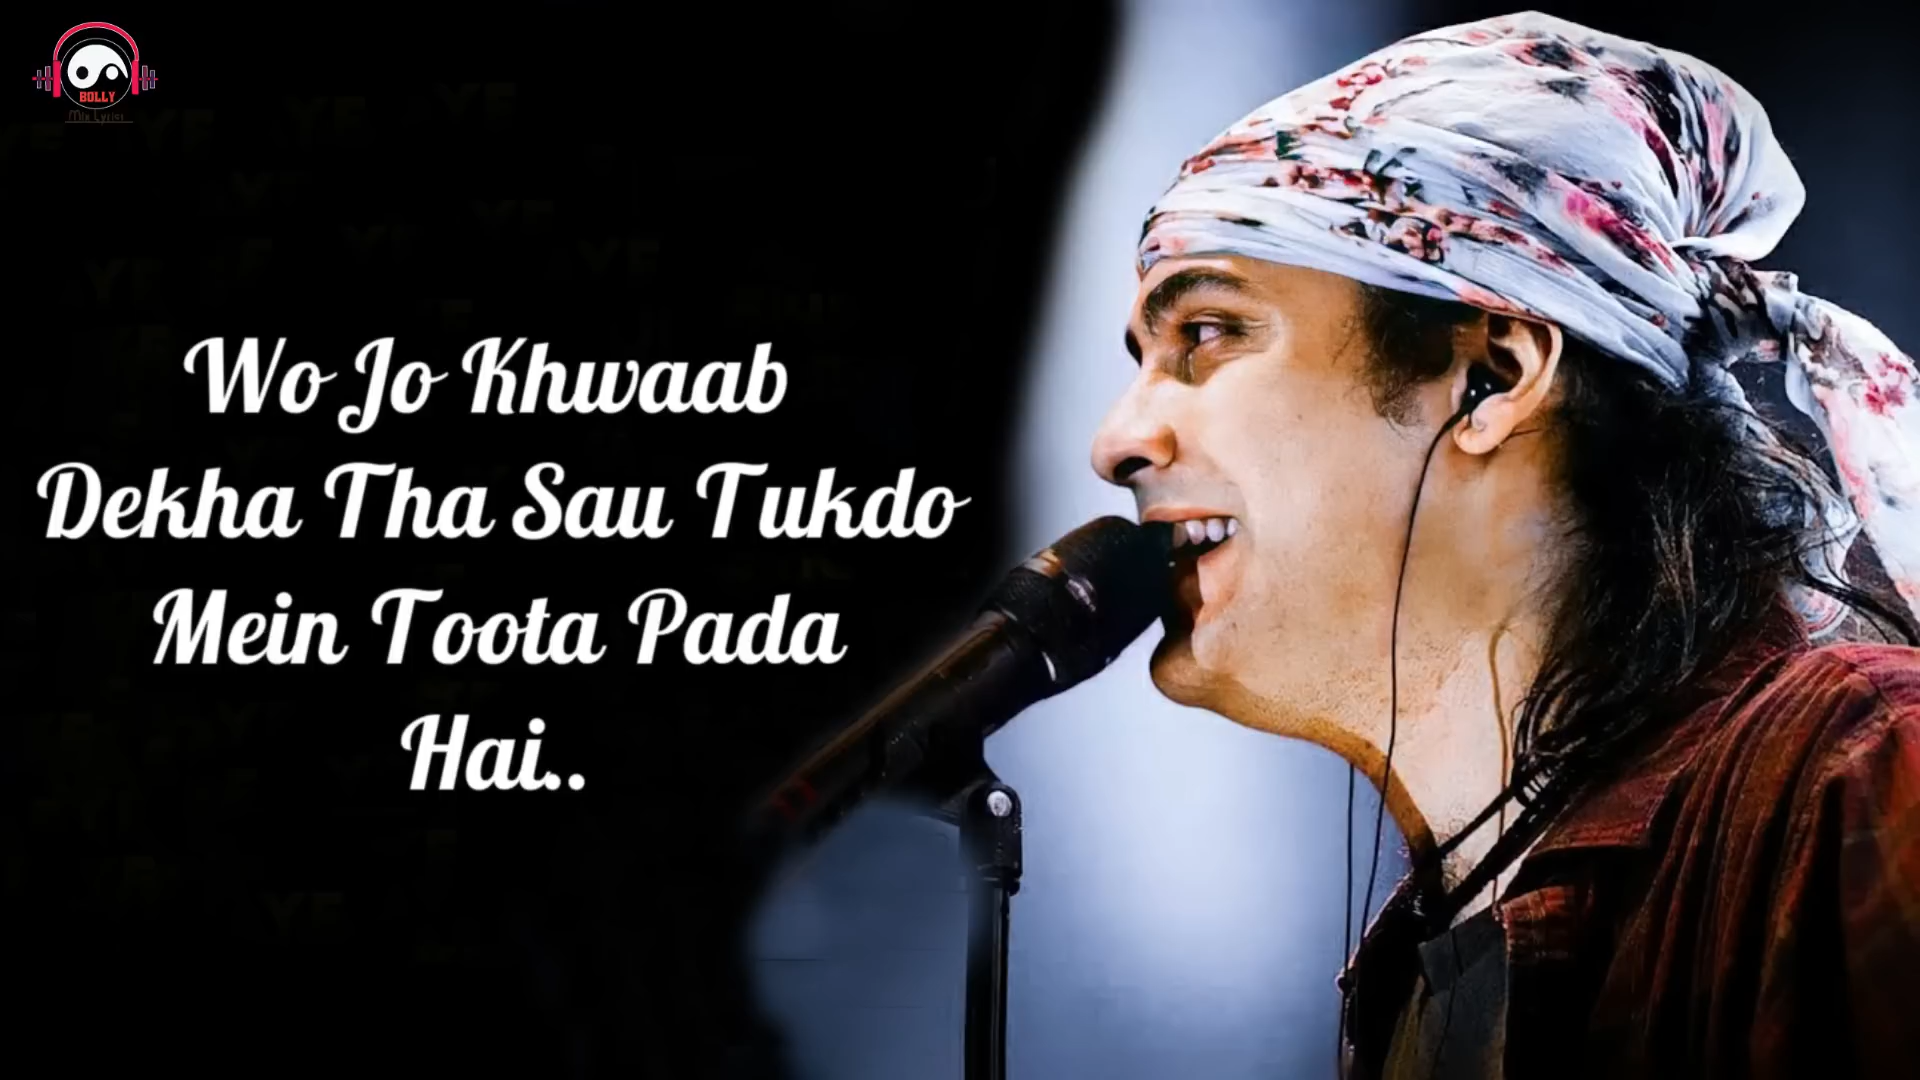 BOLLY
Mix Lyrics
Wo Jo Khwaab
Dekha Tha Sau Tukdo
Mein Toota Pada
Hai..